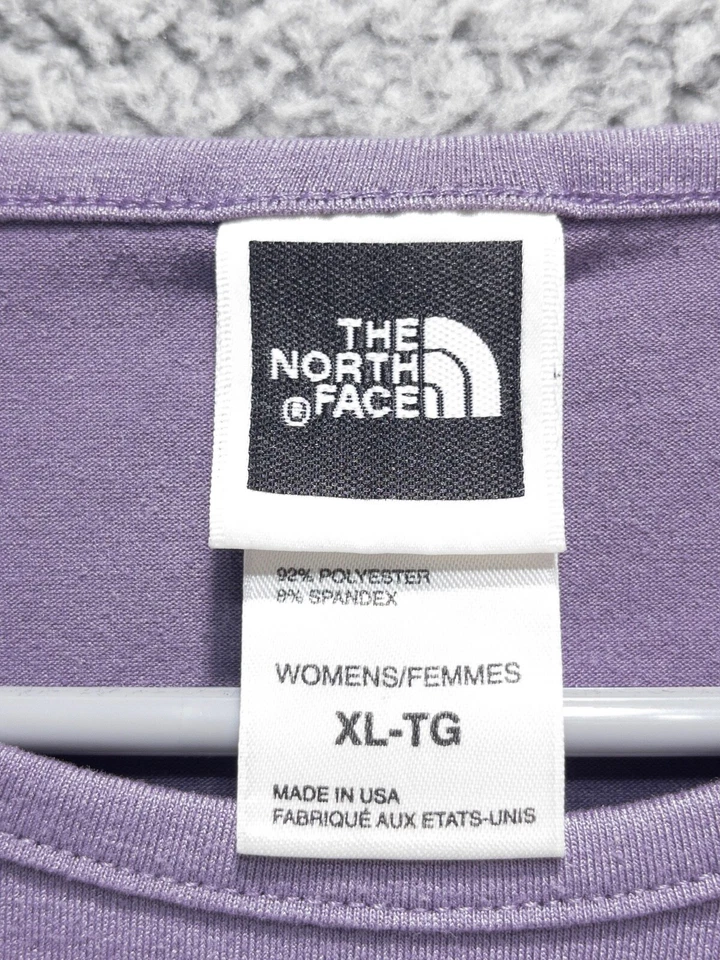 THE
NORTH
® FACE
92% POLYESTER
8% SPANDEX
WOMENS/FEMMES
XL-TG
MADE IN USA
FABRIQUÉ AUX ETATS-UNIS